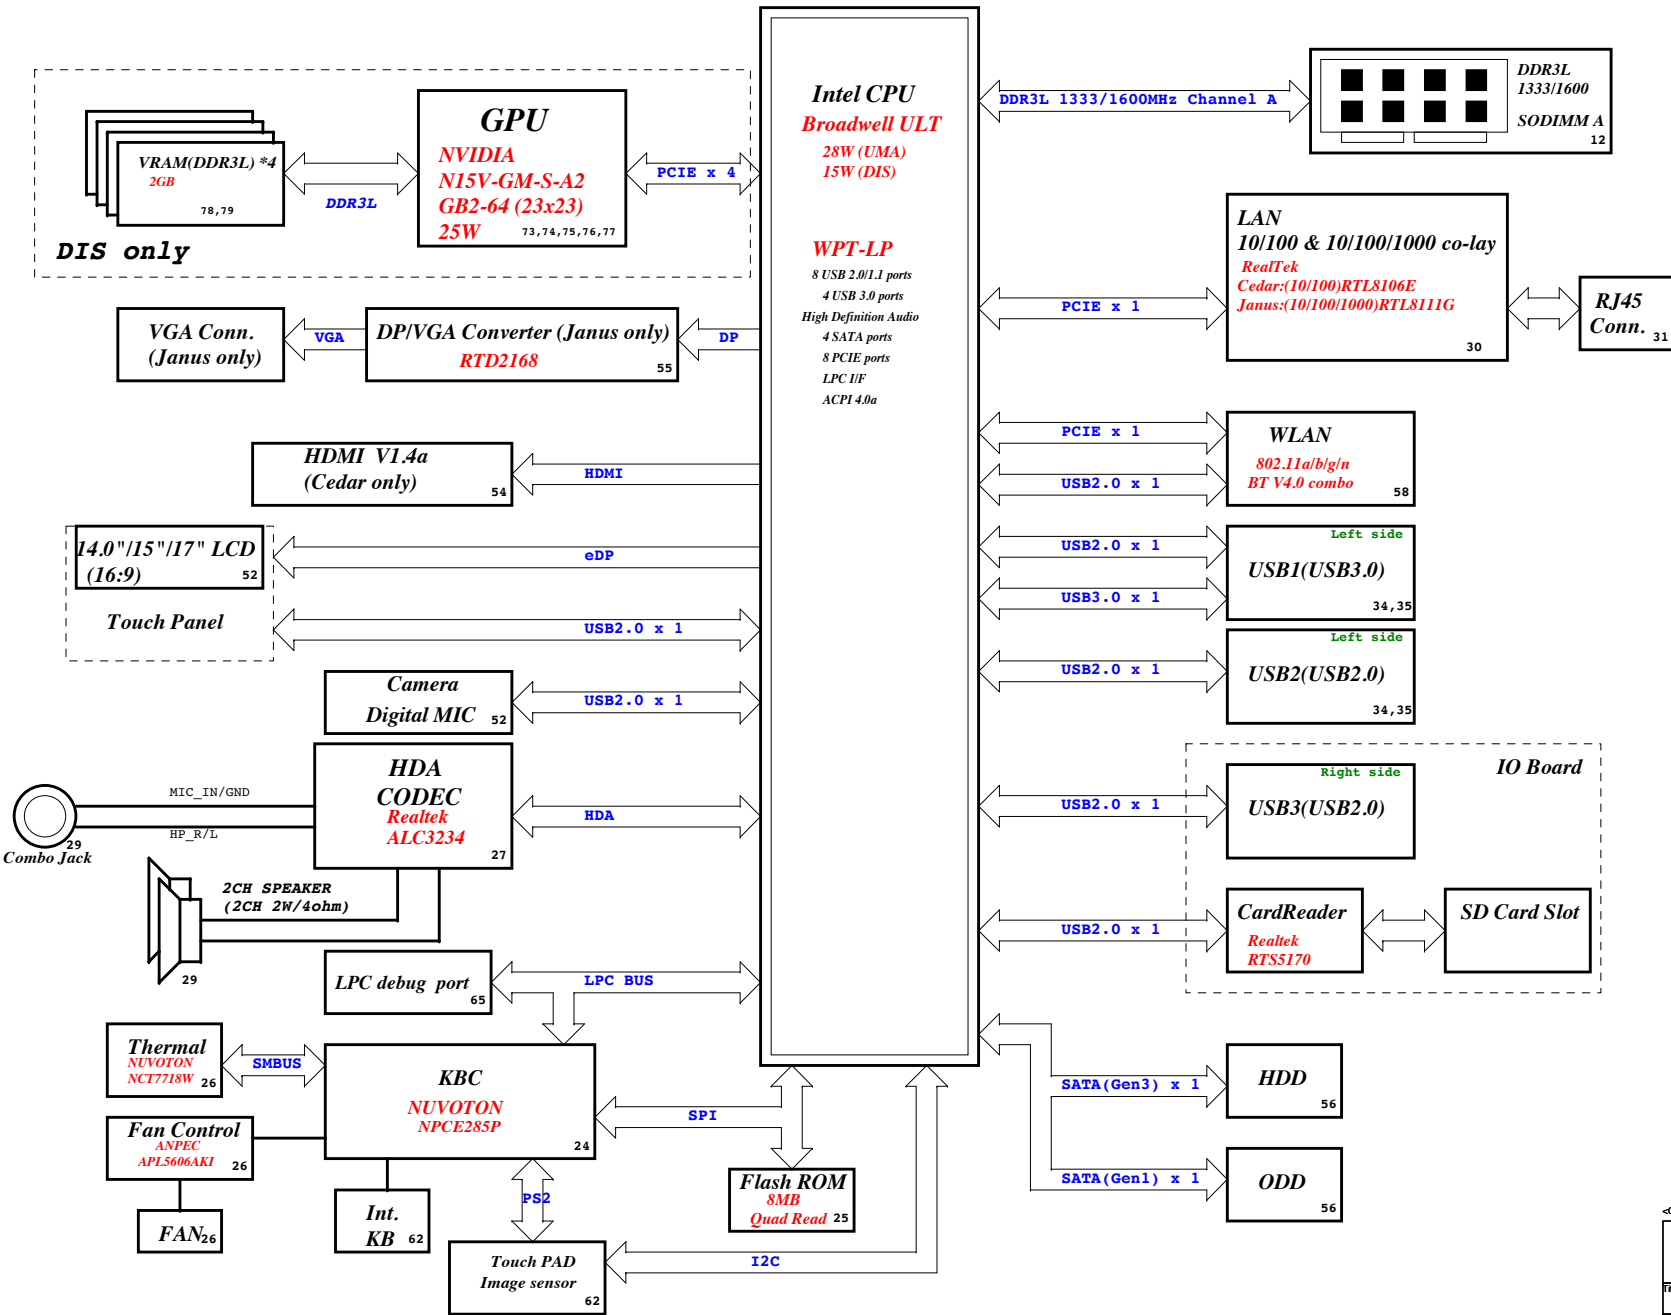 Intel CPU
Broadwell ULT
28W (UMA)
15W (DIS)
WPT-LP
8 USB 2.0/1.1 ports
4 USB 3.0 ports
High Definition Audio
4 SATA ports
8 PCIE ports
LPC I/F
ACPI 4.0a
VRAM(DDR3L) *4
2GB
78,79
DDR3L
GPU
NVIDIA
N15V-GM-S-A2
GB2-64 (23x23)
25W
73,74,75,76,77
PCIE x 4
DIS only
VGA Conn.
(Janus only)
VGA
DP/VGA Converter (Janus only)
RTD2168
55
DP
HDMI V1.4a
(Cedar only)
54
HDMI
14.0"/15"/17" LCD
(16:9)
52
eDP
Touch Panel
USB2.0 x 1
Camera
Digital MIC
52
USB2.0 x 1
HDA
CODEC
Realtek
ALC3234
27
HDA
MIC_IN/GND
HP_R/L
29
Combo Jack
2CH SPEAKER
(2CH 2W/4ohm)
29
LPC debug port
65
LPC BUS
Thermal
NUVOTON
NCT7718W
26
SMBUS
KBC
NUVOTON
NPCE285P
24
SPI
Fan Control
ANPEC
APL5606AKI
26
FAN
26
Int.
KB
62
PS2
Touch PAD
Image sensor
62
I2C
Flash ROM
8MB
Quad Read
25
DDR3L 1333/1600MHz Channel A
DDR3L
1333/1600
SODIMM A
12
PCIE x 1
LAN
10/100 & 10/100/1000 co-lay
RealTek
Cedar:(10/100)RTL8106E
Janus:(10/100/1000)RTL8111G
30
RJ45
Conn.
31
PCIE x 1
USB2.0 x 1
WLAN
802.11a/b/g/n
BT V4.0 combo
58
USB2.0 x 1
USB3.0 x 1
Left side
USB1(USB3.0)
34,35
USB2.0 x 1
Left side
USB2(USB2.0)
34,35
IO Board
USB2.0 x 1
Right side
USB3(USB2.0)
USB2.0 x 1
CardReader
Realtek
RTS5170
SD Card Slot
SATA(Gen3) x 1
HDD
56
SATA(Gen1) x 1
ODD
56